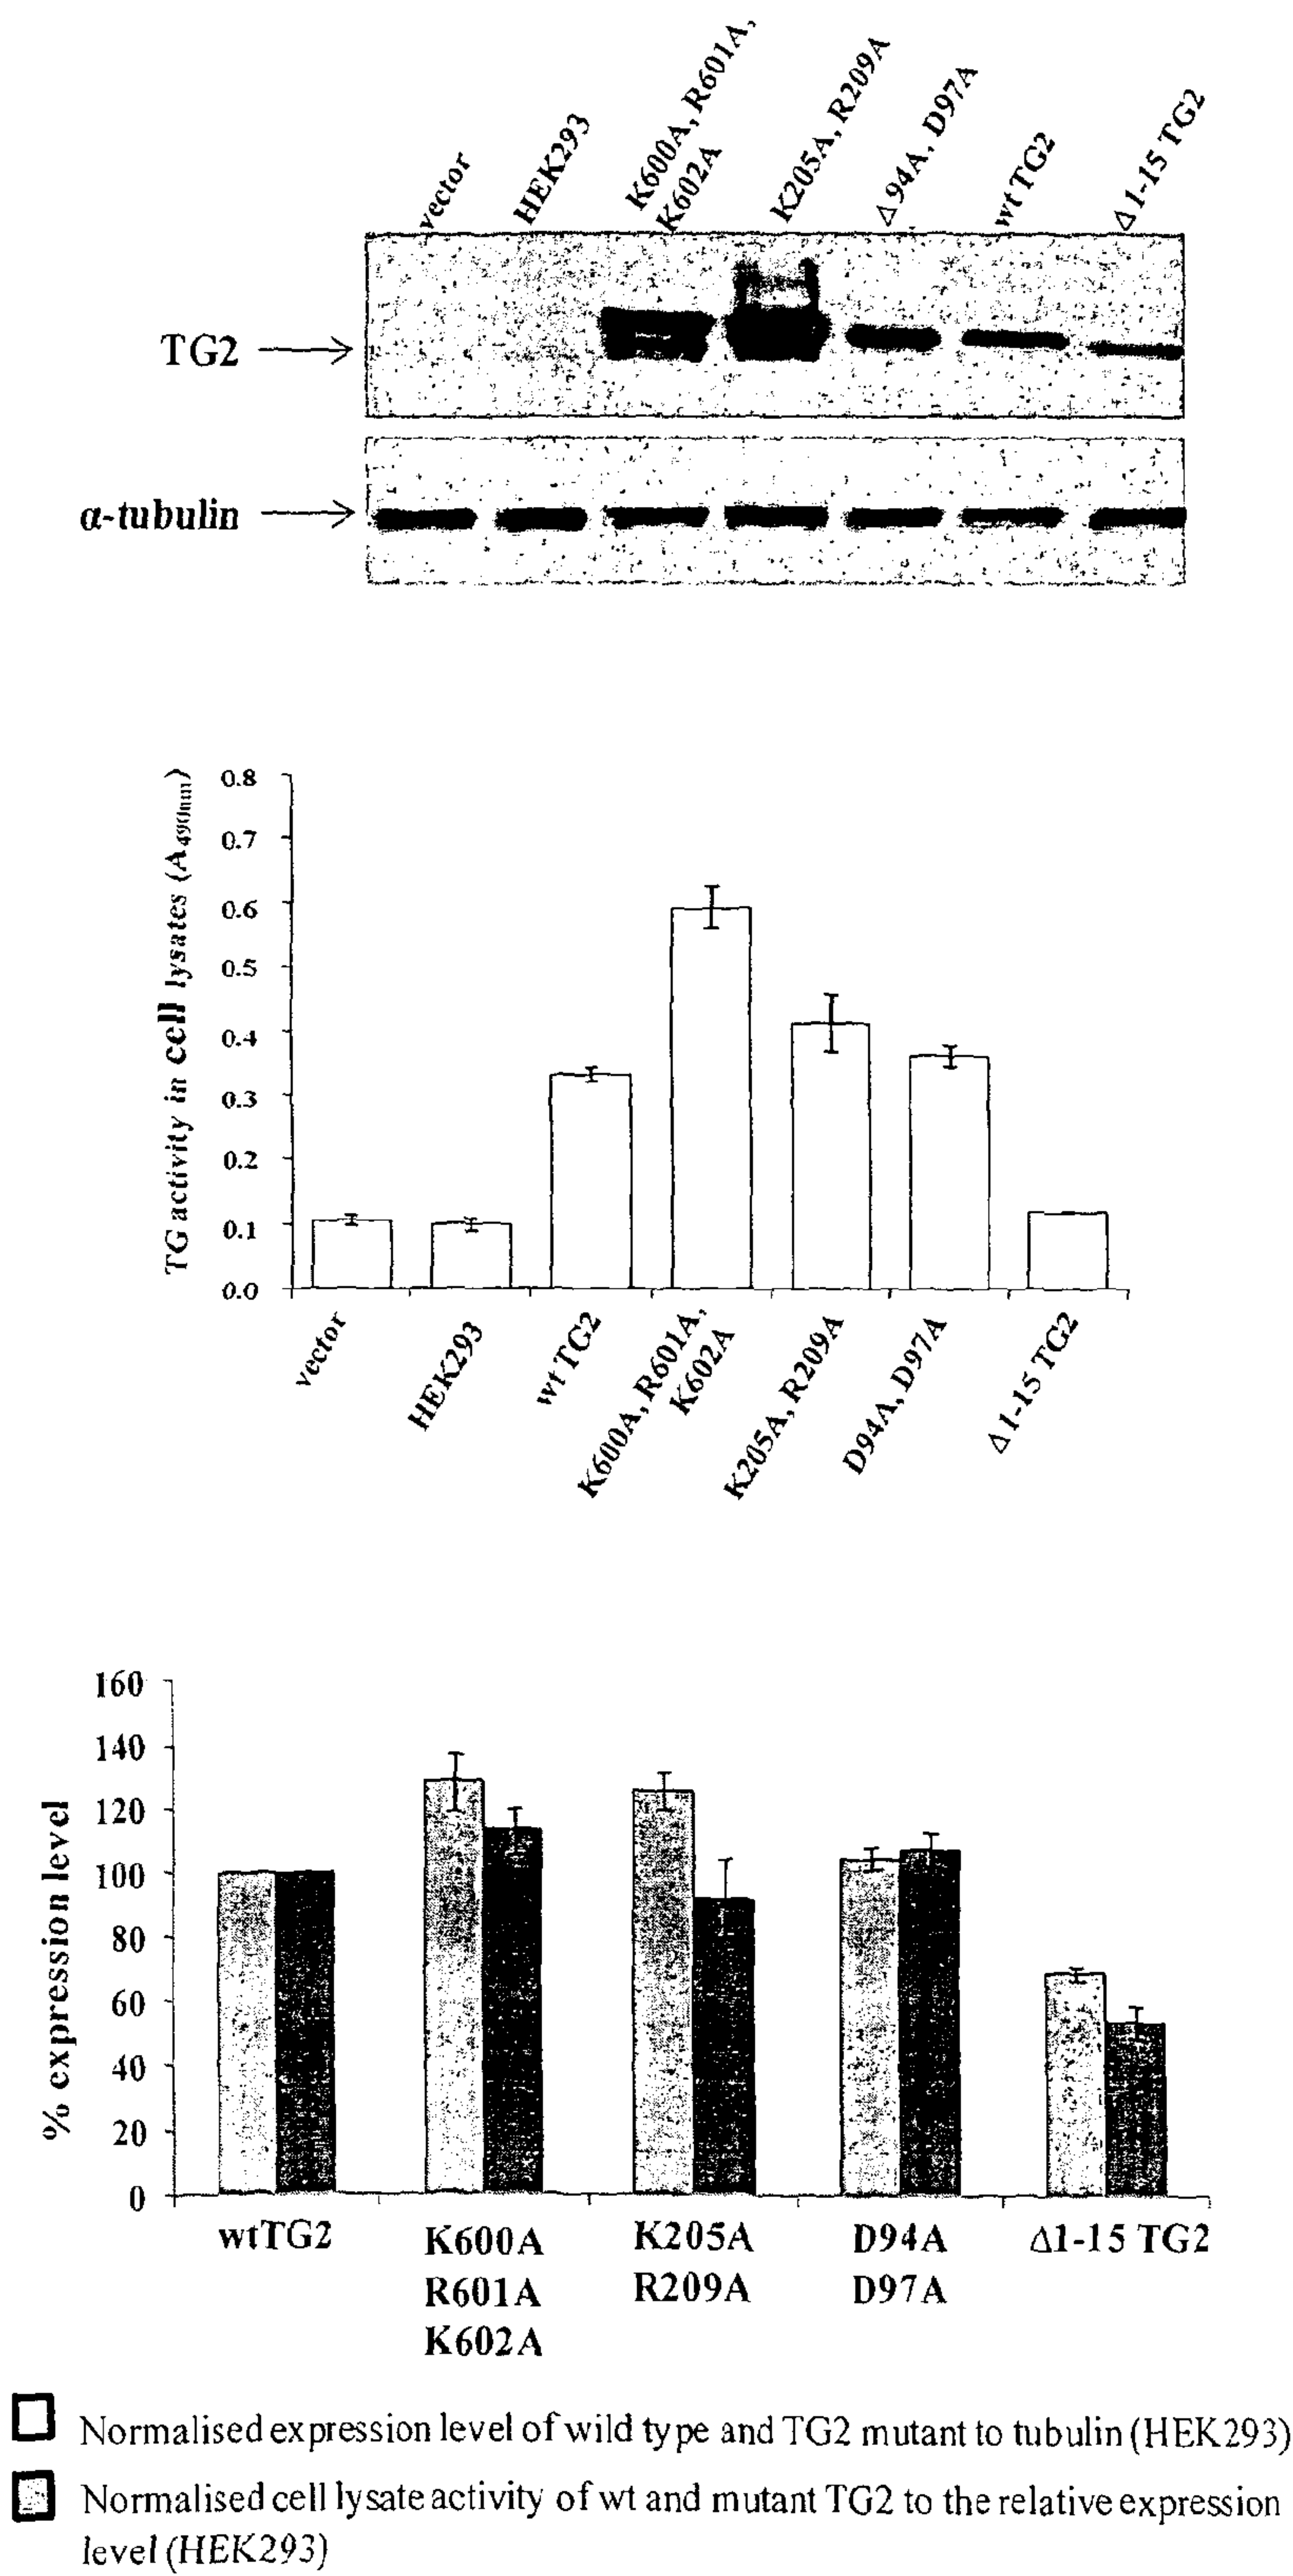 vector
HEK293
K600A, R601A,
K602A
K205A, R209A
Δ94A, D97A
wt TG2
Δ1-15 TG2
TG2
α-tubulin
TG activity in cell lysates (A490nm)
0.8
0.7
0.6
0.5
0.4
0.3
0.2
0.1
0.0
vector
HEK293
wt TG2
K600A, R601A,
K602A
K205A, R209A
D94A, D97A
Δ1-15 TG2
% expression level
160
140
120
100
80
60
40
20
0
wtTG2
K600A
R601A
K602A
K205A
R209A
D94A
D97A
Δ1-15 TG2
Normalised expression level of wild type and TG2 mutant to tubulin (HEK293)
Normalised cell lysate activity of wt and mutant TG2 to the relative expression
level (HEK293)